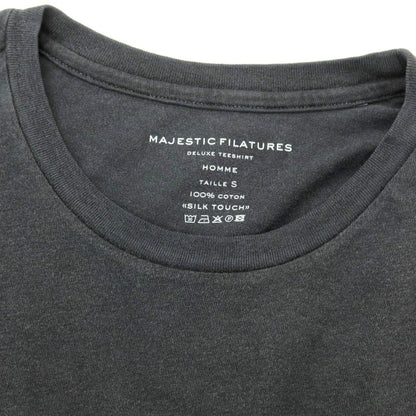 MAJESTIC FILATURES
DELUXE TEESHIRT
HOMME
TAILLE S
100% COTON
«SILK TOUCH»